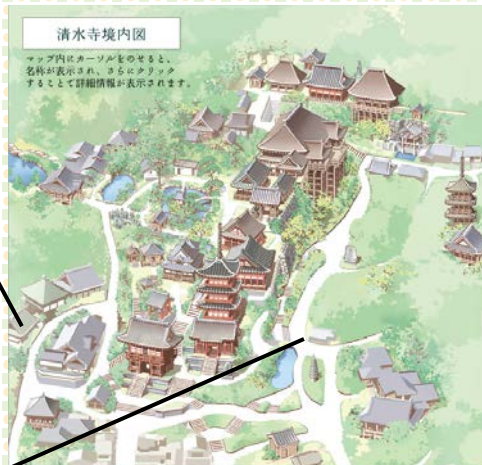 清水寺境内図
マップ内にカーソルをのせると、
名称が表示され、さらにクリック
することで詳細情報が表示されます。